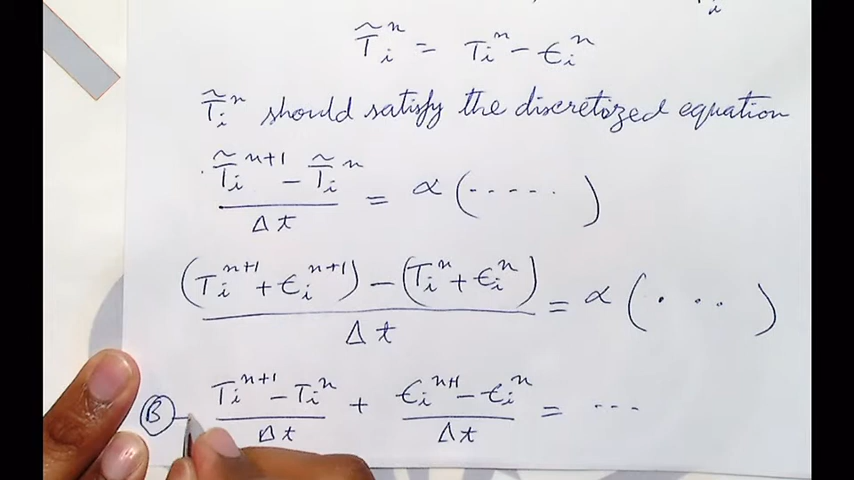 i
T̃ᵢⁿ = Tᵢⁿ - ϵᵢⁿ
T̃ᵢⁿ should satisfy the discretized equation
(T̃ᵢⁿ⁺¹ - T̃ᵢⁿ)/Δt = α(.....)
((Tᵢⁿ⁺¹ + ϵᵢⁿ⁺¹) - (Tᵢⁿ + ϵᵢⁿ))/Δt = α(...)
B (Tᵢⁿ⁺¹ - Tᵢⁿ)/Δt + (ϵᵢⁿ⁺¹ - ϵᵢⁿ)/Δt = ...